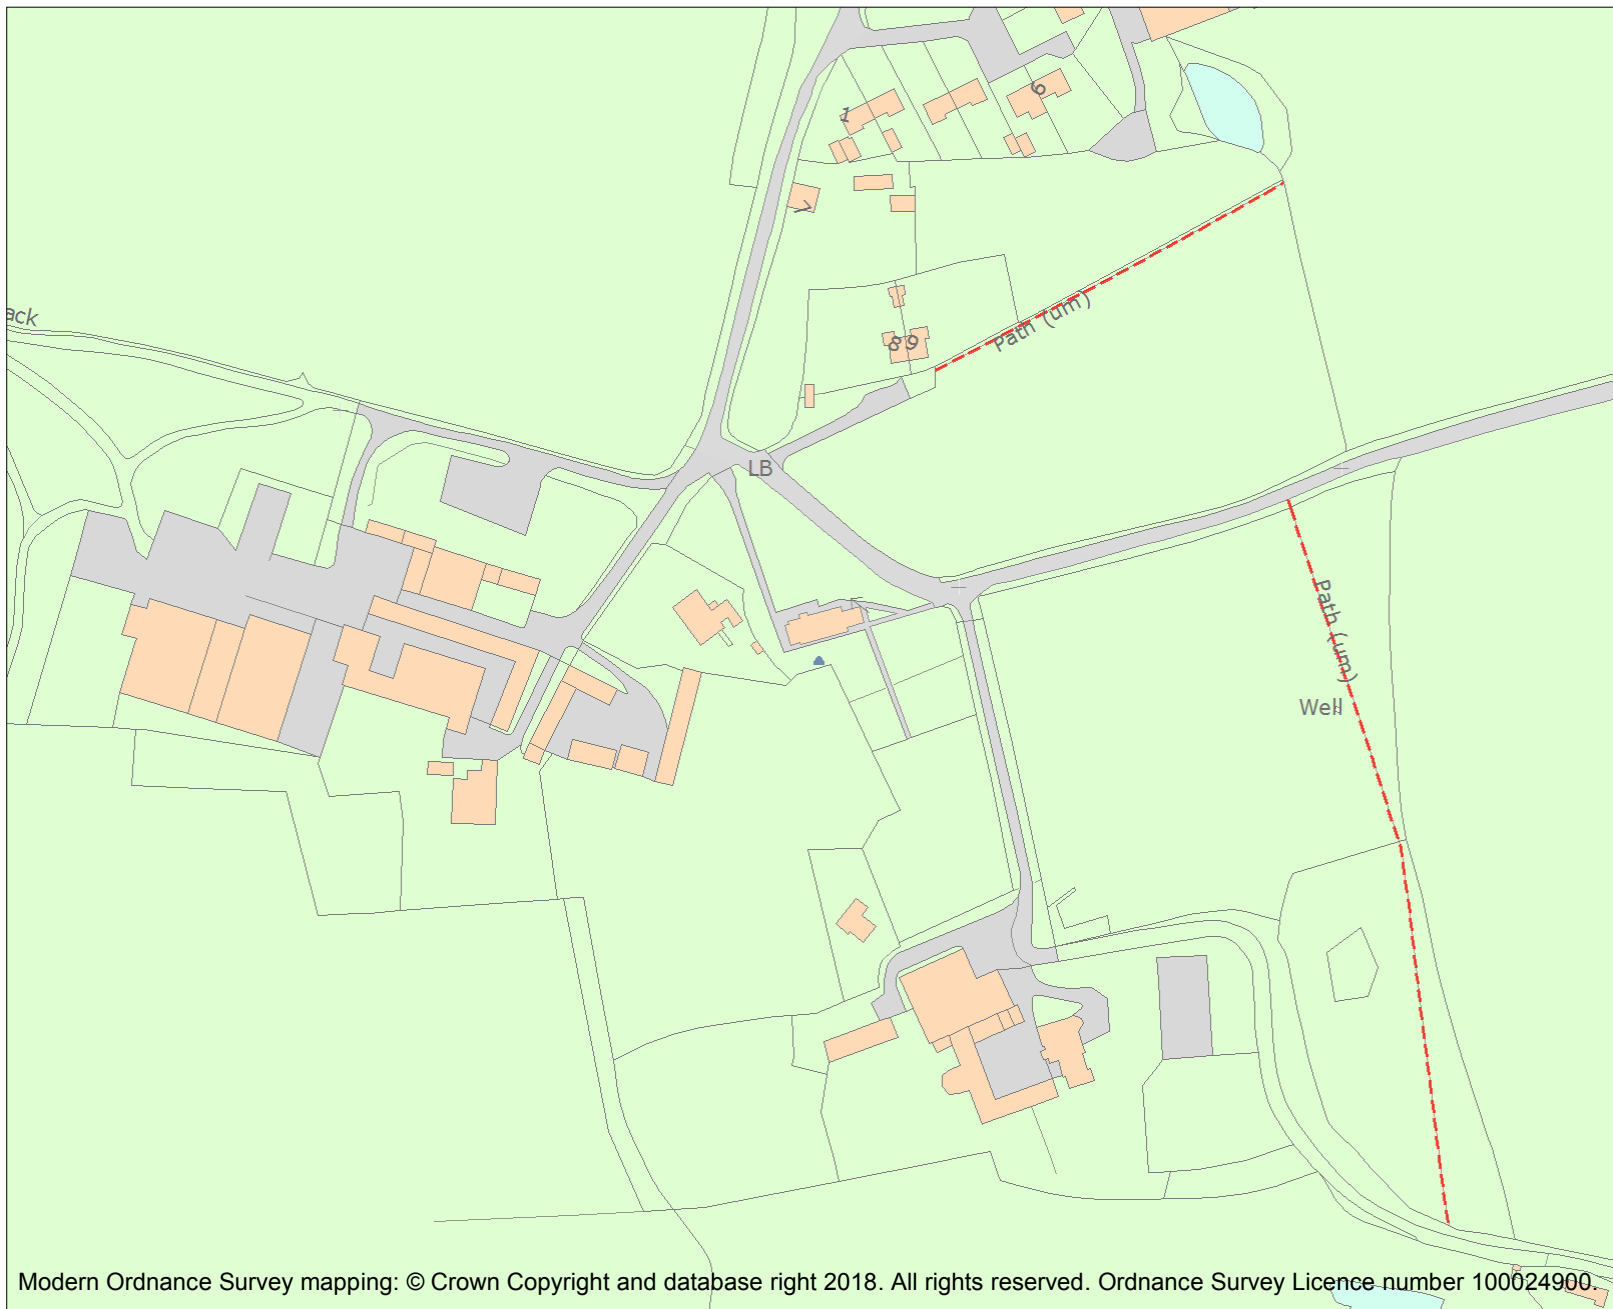 6
1
7
ack
Path (um)
8 9
LB
Path (um)
Well
Modern Ordnance Survey mapping: © Crown Copyright and database right 2018. All rights reserved. Ordnance Survey Licence number 100024900.